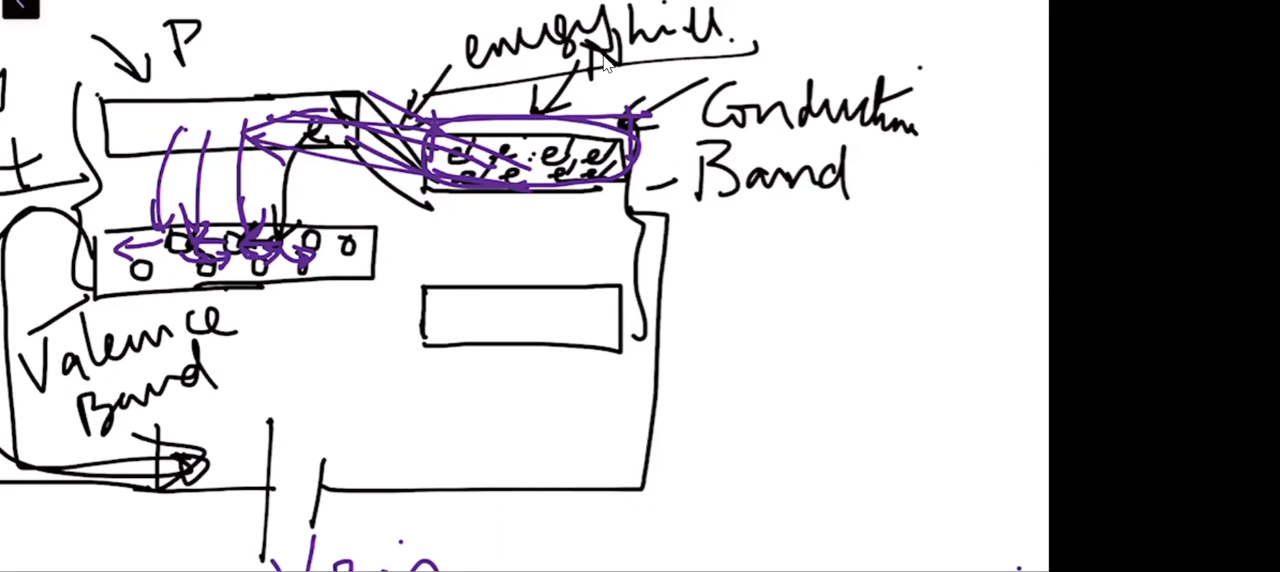 P
energy hill.
N
Conduction
Band
e
e e e e
e e e e
Valence
Band